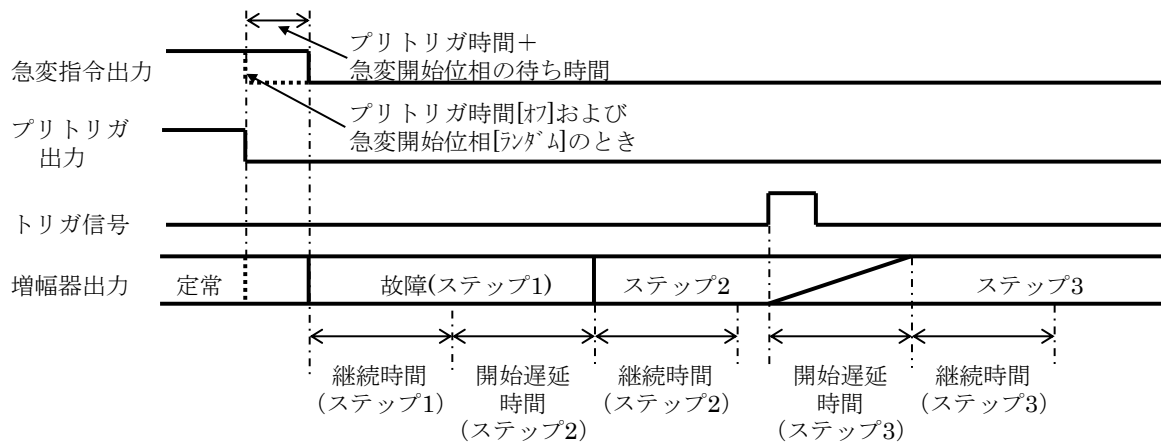 プリトリガ時間＋
急変開始位相の待ち時間
急変指令出力
プリトリガ時間[ｵﾌ]および
急変開始位相[ﾗﾝﾀﾞﾑ]のとき
プリトリガ
出力
トリガ信号
増幅器出力
定常
故障(ステップ1)
ステップ2
ステップ3
継続時間
（ステップ1）
開始遅延
時間
（ステップ2）
継続時間
（ステップ2）
開始遅延
時間
（ステップ3）
継続時間
（ステップ3）